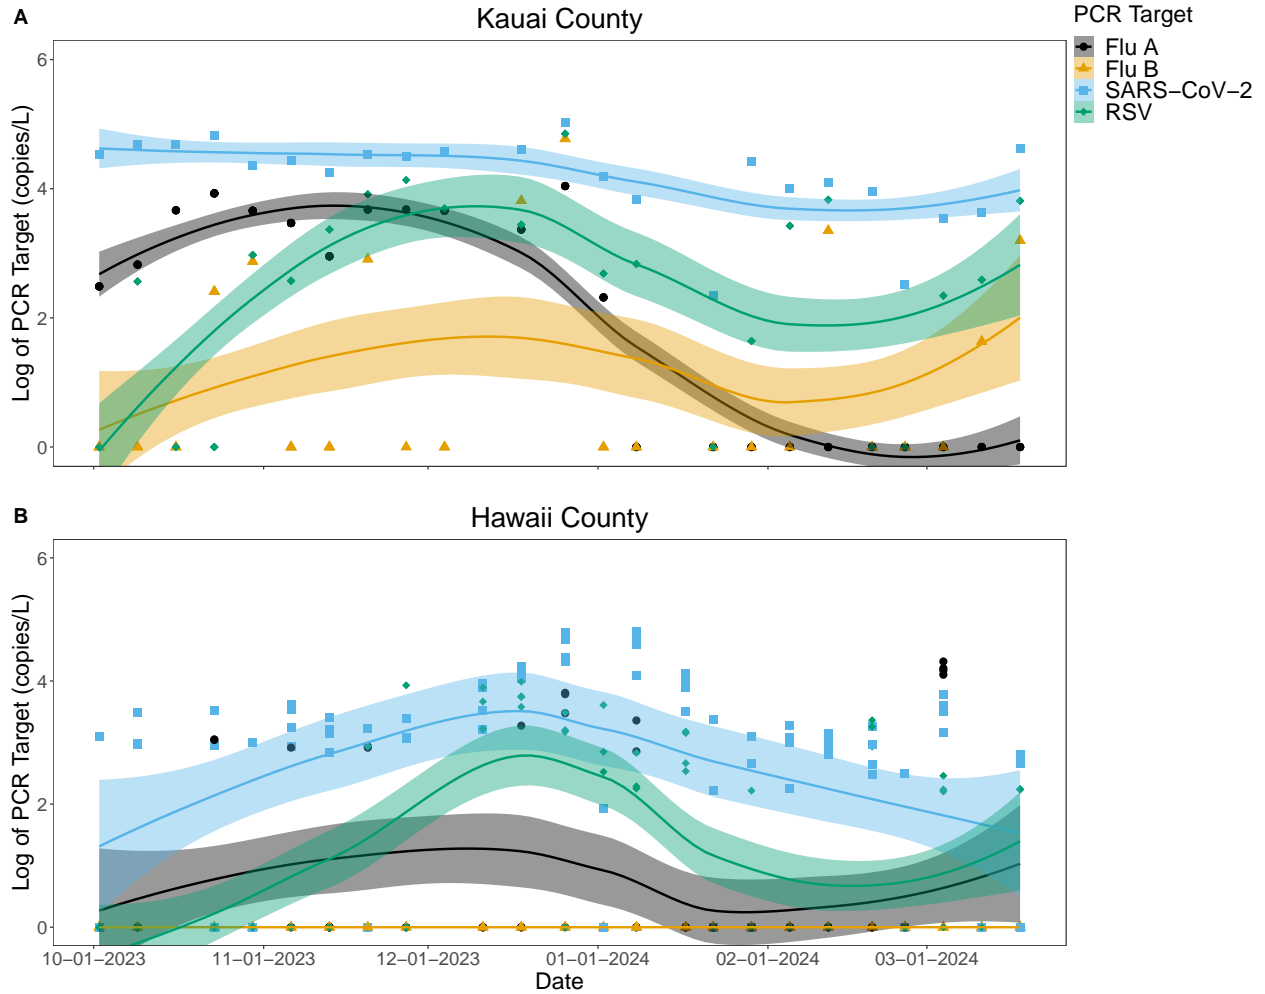 A
Kauai County
PCR Target
Flu A
Flu B
SARS−CoV−2
RSV
Log of PCR Target (copies/L)
6
4
2
0
B
Hawaii County
Log of PCR Target (copies/L)
6
4
2
0
10−01−2023 11−01−2023 12−01−2023 01−01−2024 02−01−2024 03−01−2024
Date